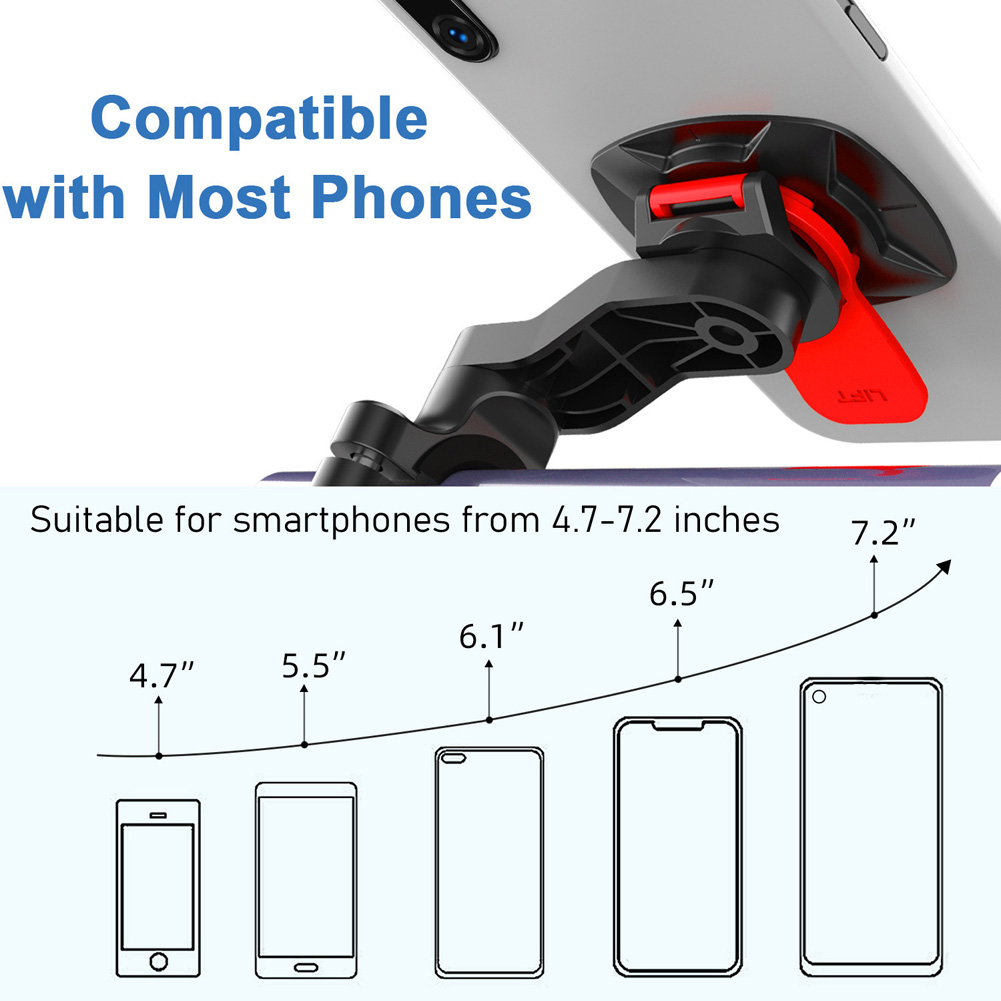 Compatible
with Most Phones
LIFT
Suitable for smartphones from 4.7-7.2 inches
4.7”
5.5”
6.1”
6.5”
7.2”